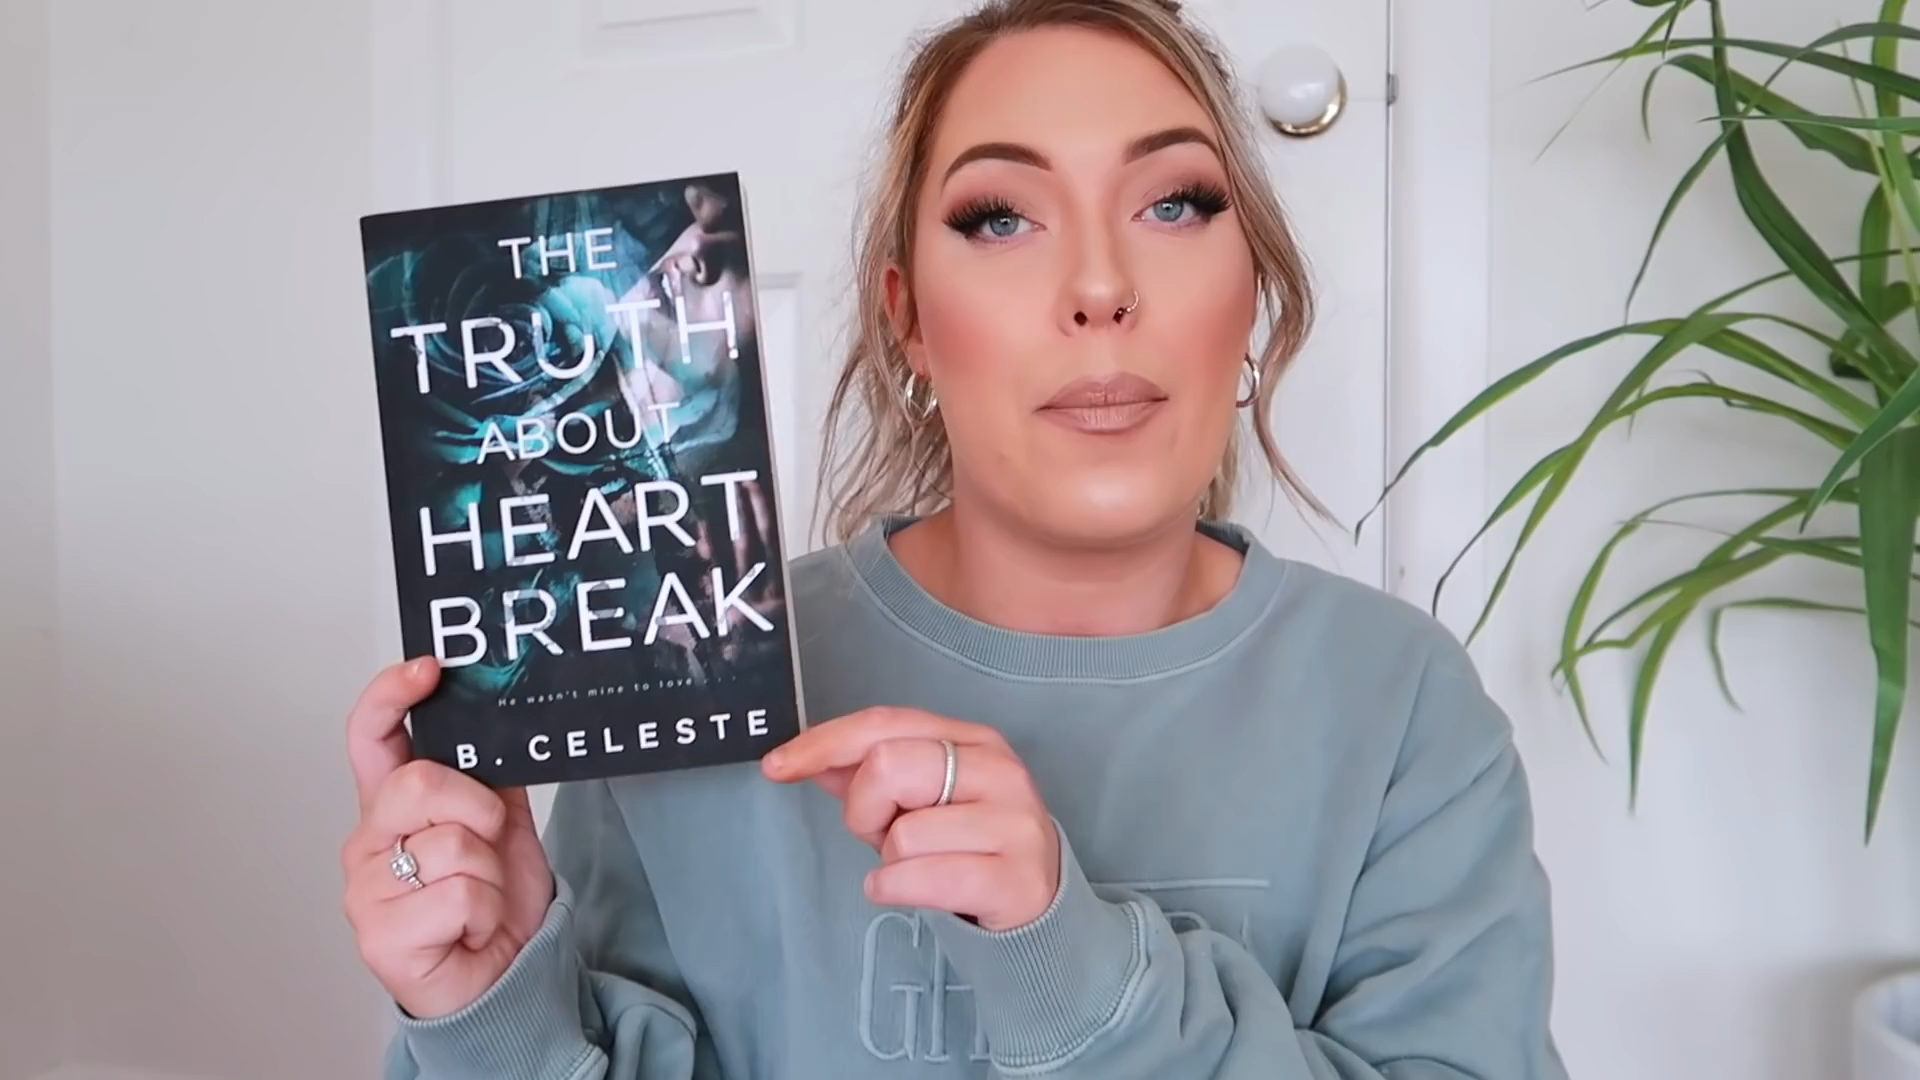 THE
TRUTH
ABOUT
HEART
BREAK
He wasn't mine to love . . .
B. CELESTE